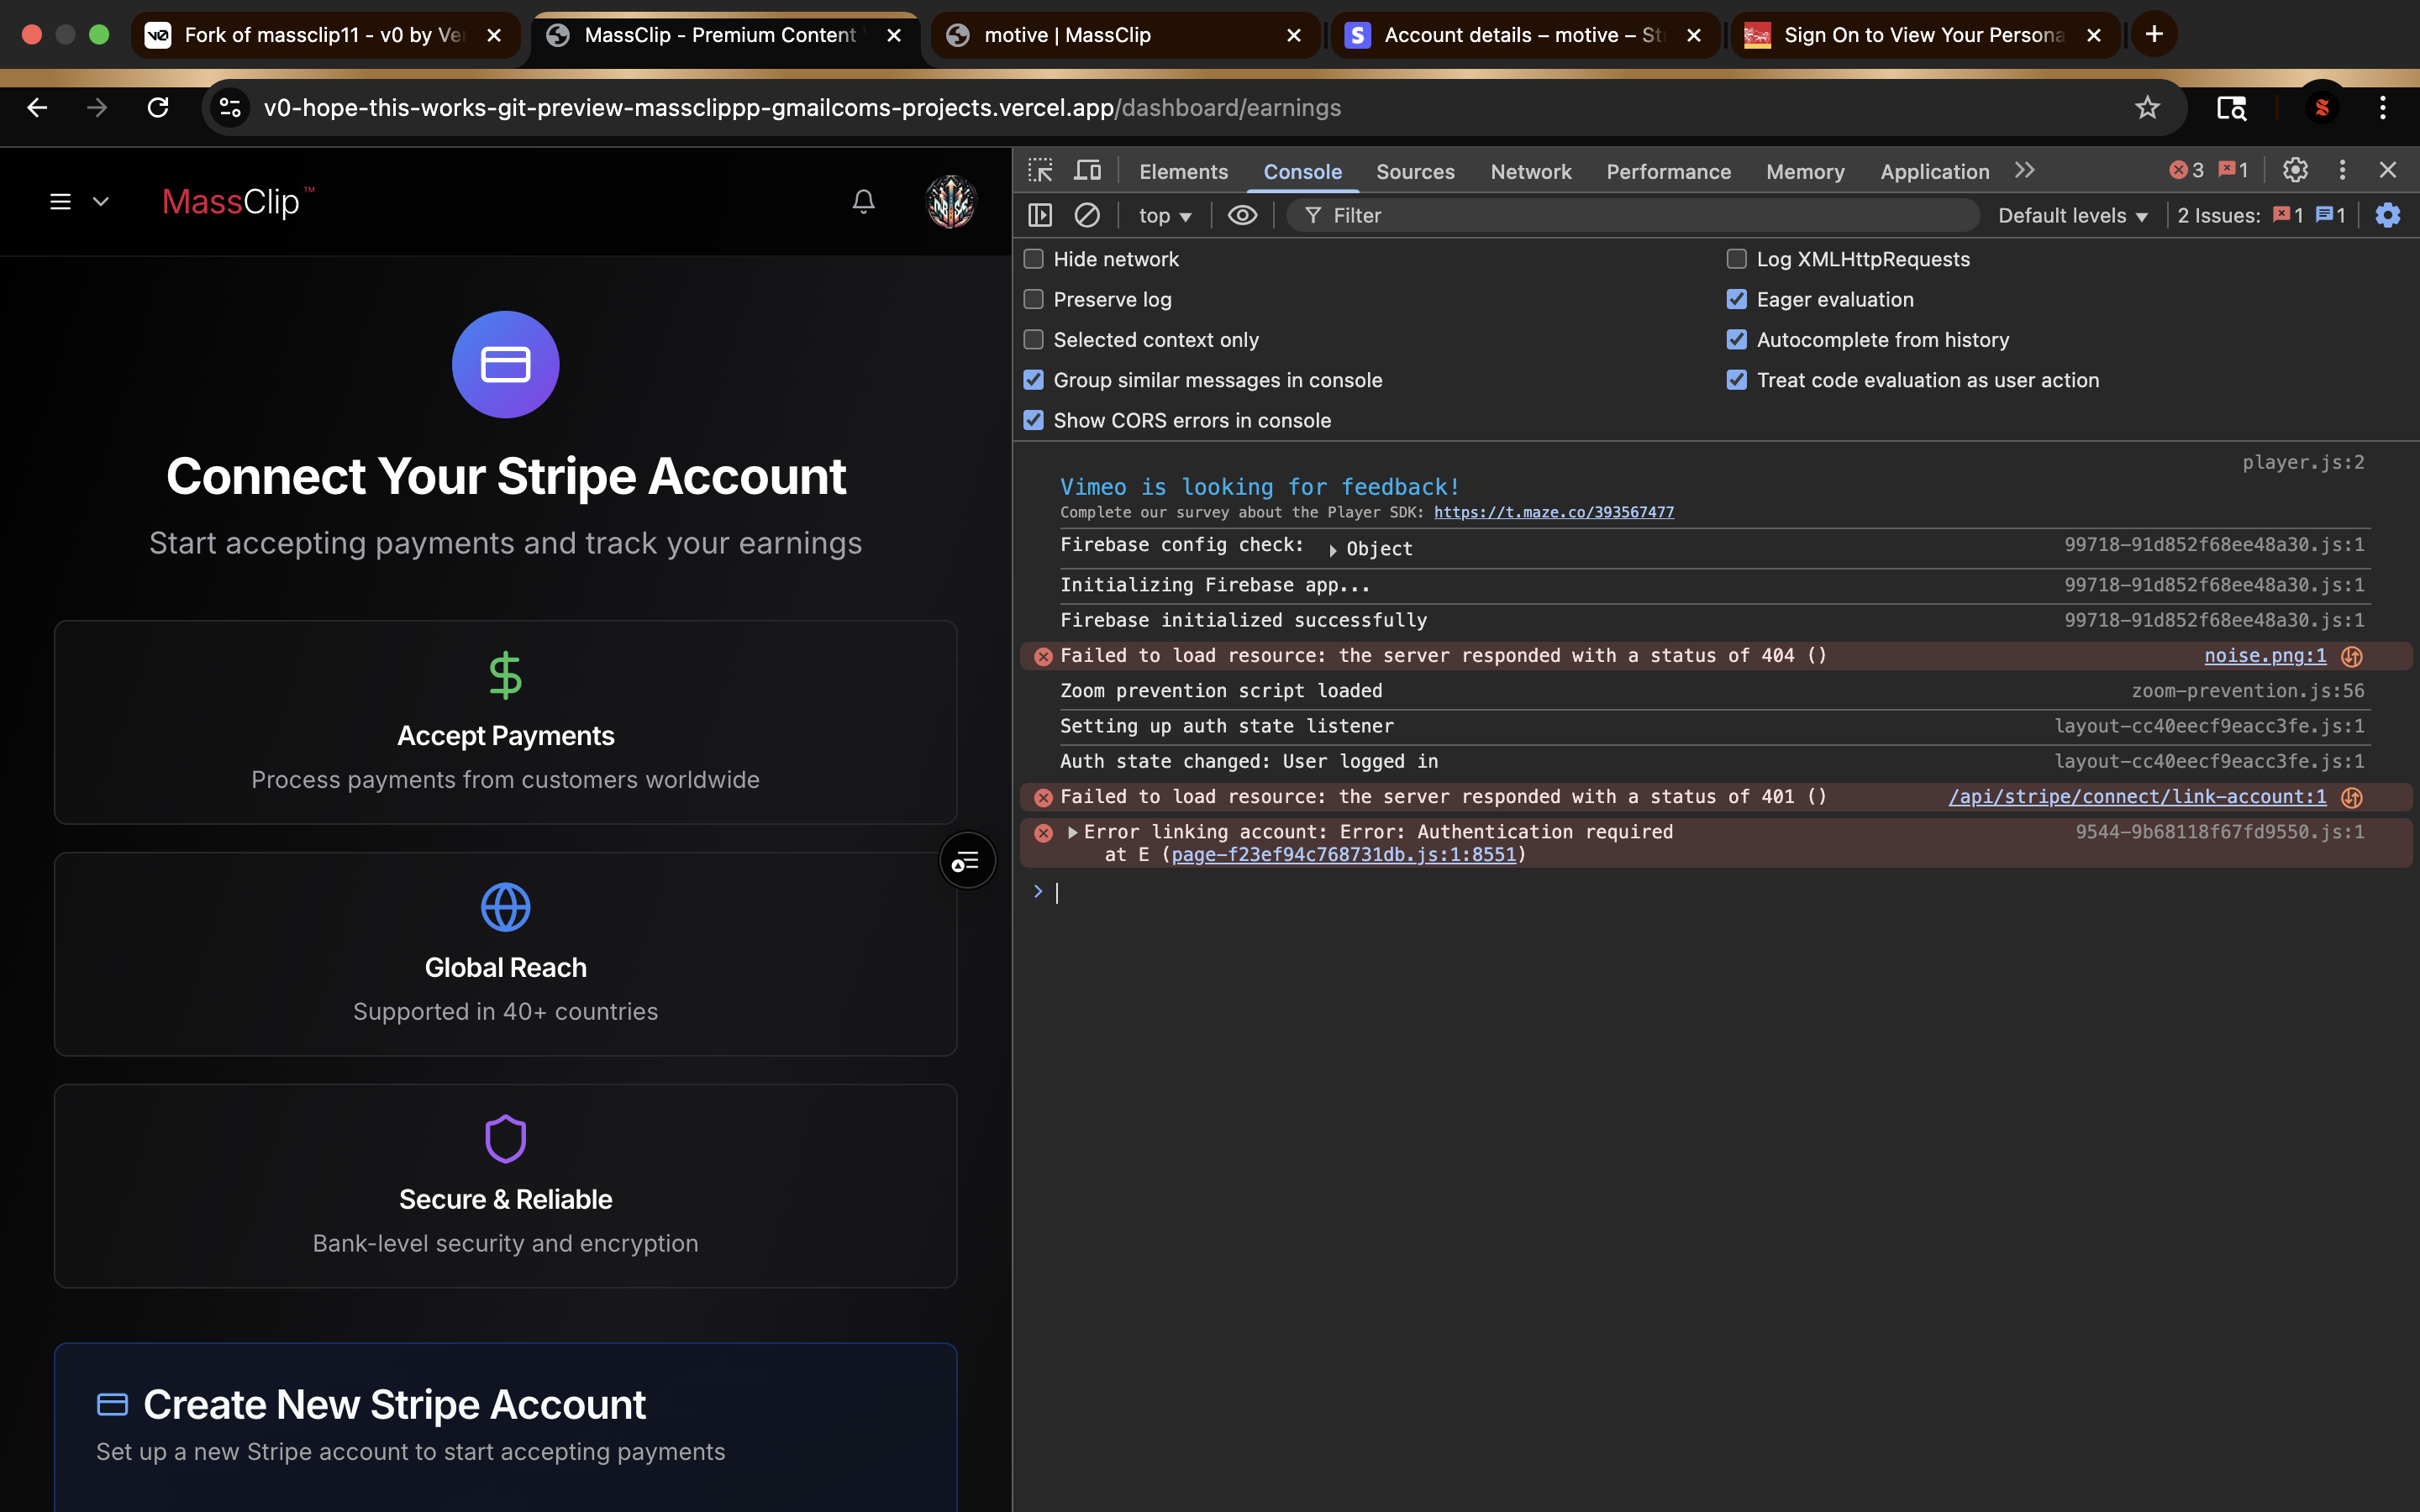 Fork of massclip11 - v0 by Ver
MassClip - Premium Content
motive | MassClip
Account details – motive – St
Sign On to View Your Persona
v0-hope-this-works-git-preview-massclippp-gmailcoms-projects.vercel.app/dashboard/earnings
MassClip™
Connect Your Stripe Account
Start accepting payments and track your earnings
Accept Payments
Process payments from customers worldwide
Global Reach
Supported in 40+ countries
Secure & Reliable
Bank-level security and encryption
Create New Stripe Account
Set up a new Stripe account to start accepting payments
Elements Console Sources Network Performance Memory Application 3 1
top Filter Default levels 2 Issues: 1 1
Hide network Log XMLHttpRequests
Preserve log Eager evaluation
Selected context only Autocomplete from history
Group similar messages in console Treat code evaluation as user action
Show CORS errors in console
player.js:2
Vimeo is looking for feedback!
Complete our survey about the Player SDK: https://t.maze.co/393567477
Firebase config check: Object 99718-91d852f68ee48a30.js:1
Initializing Firebase app... 99718-91d852f68ee48a30.js:1
Firebase initialized successfully 99718-91d852f68ee48a30.js:1
Failed to load resource: the server responded with a status of 404 () noise.png:1
Zoom prevention script loaded zoom-prevention.js:56
Setting up auth state listener layout-cc40eecf9eacc3fe.js:1
Auth state changed: User logged in layout-cc40eecf9eacc3fe.js:1
Failed to load resource: the server responded with a status of 401 () /api/stripe/connect/link-account:1
Error linking account: Error: Authentication required 9544-9b68118f67fd9550.js:1
at E (page-f23ef94c768731db.js:1:8551)